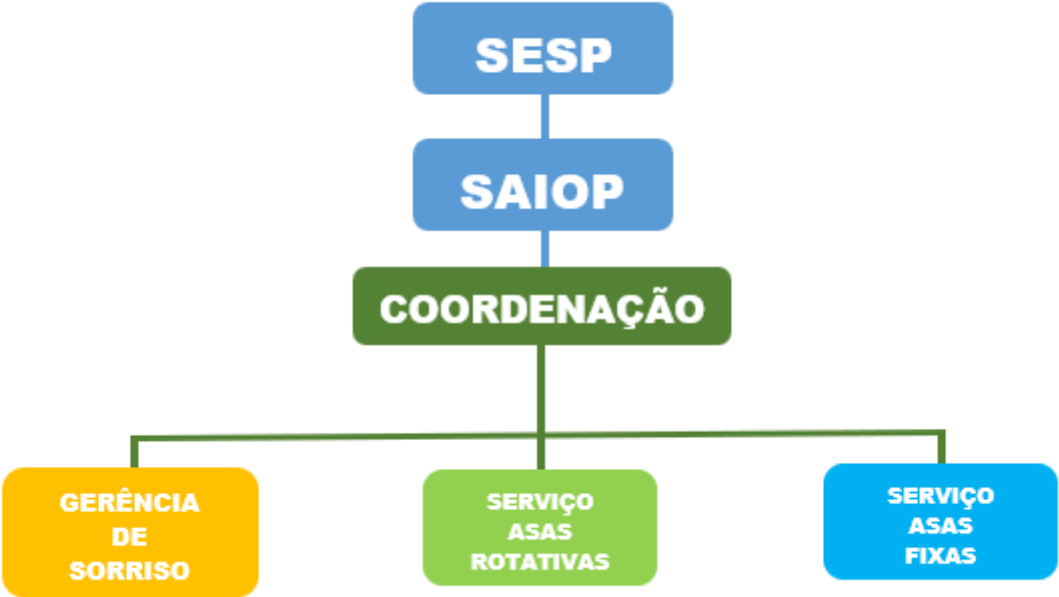 SESP
SAIOP
COORDENAÇÃO
GERÊNCIA
DE
SORRISO
SERVIÇO
ASAS
ROTATIVAS
SERVIÇO
ASAS
FIXAS